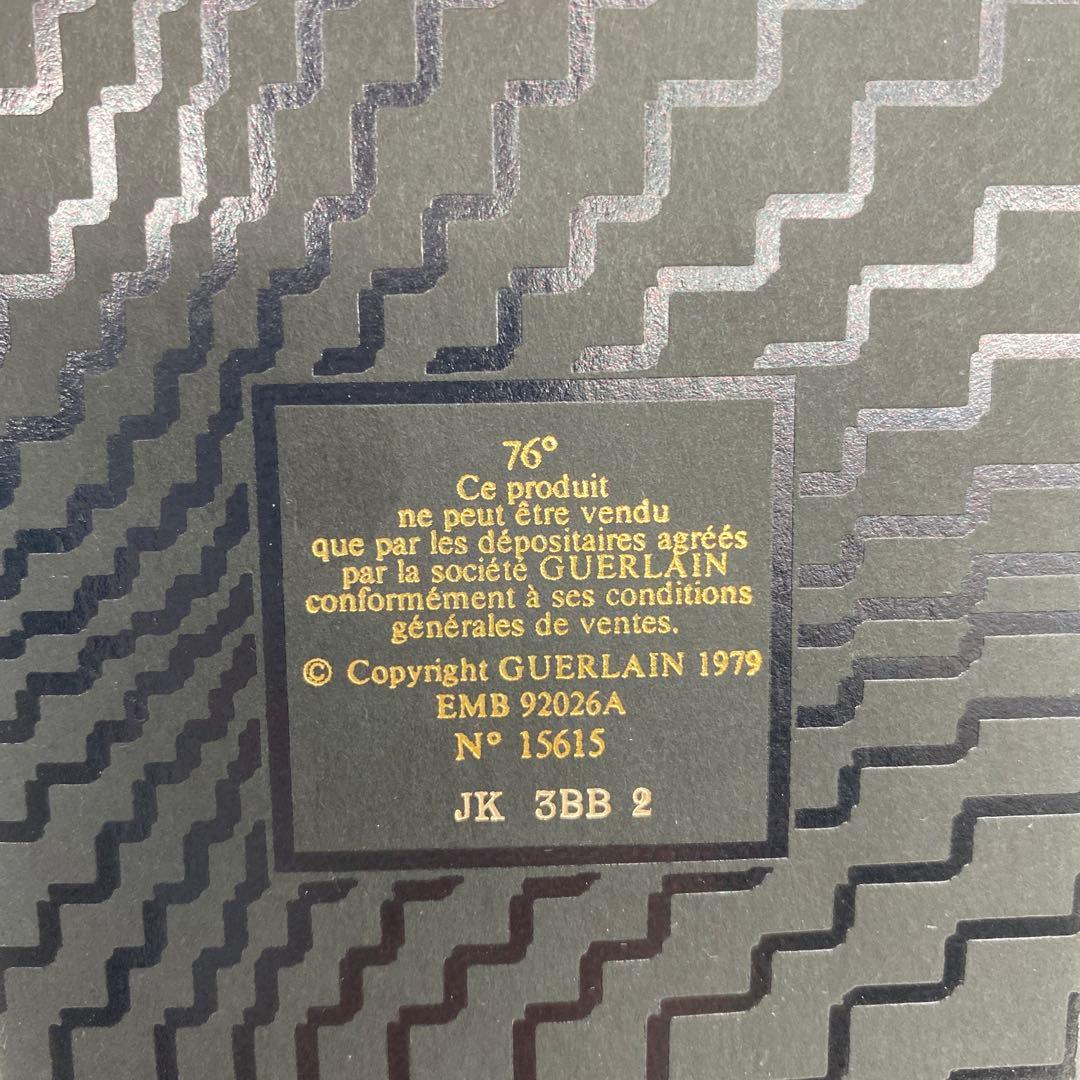 76°
Ce produit
ne peut être vendu
que par les dépositaires agréés
par la société GUERLAIN
conformément à ses conditions
générales de ventes.
© Copyright GUERLAIN 1979
EMB 92026A
N° 15615
JK 3BB 2